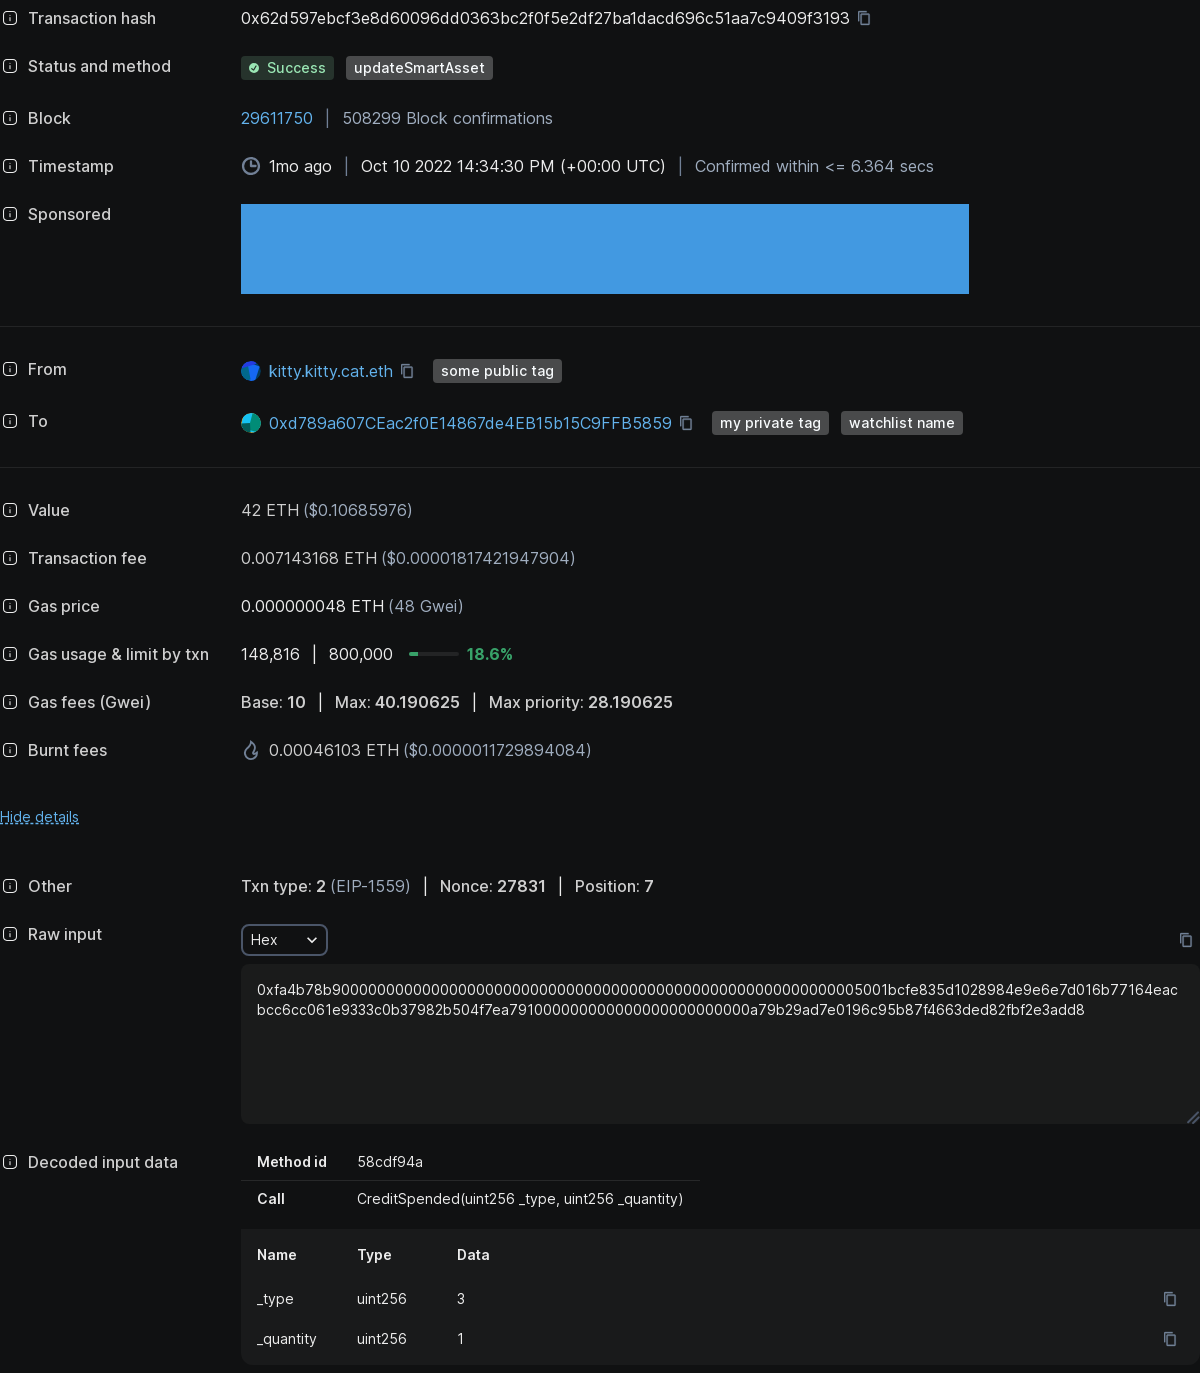 Transaction hash 0x62d597ebcf3e8d60096dd0363bc2f0f5e2df27ba1dacd696c51aa7c9409f3193
Status and method Success updateSmartAsset
Block 29611750 | 508299 Block confirmations
Timestamp 1mo ago | Oct 10 2022 14:34:30 PM (+00:00 UTC) | Confirmed within <= 6.364 secs
Sponsored
From kitty.kitty.cat.eth some public tag
To 0xd789a607CEac2f0E14867de4EB15b15C9FFB5859 my private tag watchlist name
Value 42 ETH ($0.10685976)
Transaction fee 0.007143168 ETH ($0.00001817421947904)
Gas price 0.000000048 ETH (48 Gwei)
Gas usage & limit by txn 148,816 | 800,000 18.6%
Gas fees (Gwei) Base: 10 | Max: 40.190625 | Max priority: 28.190625
Burnt fees 0.00046103 ETH ($0.0000011729894084)
Hide details
Other Txn type: 2 (EIP-1559) | Nonce: 27831 | Position: 7
Raw input Hex
0xfa4b78b90000000000000000000000000000000000000000000000000000000005001bcfe835d1028984e9e6e7d016b77164eac
bcc6cc061e9333c0b37982b504f7ea791000000000000000000000000a79b29ad7e0196c95b87f4663ded82fbf2e3add8
Decoded input data Method id 58cdf94a
Call CreditSpended(uint256 _type, uint256 _quantity)
Name Type Data
_type uint256 3
_quantity uint256 1